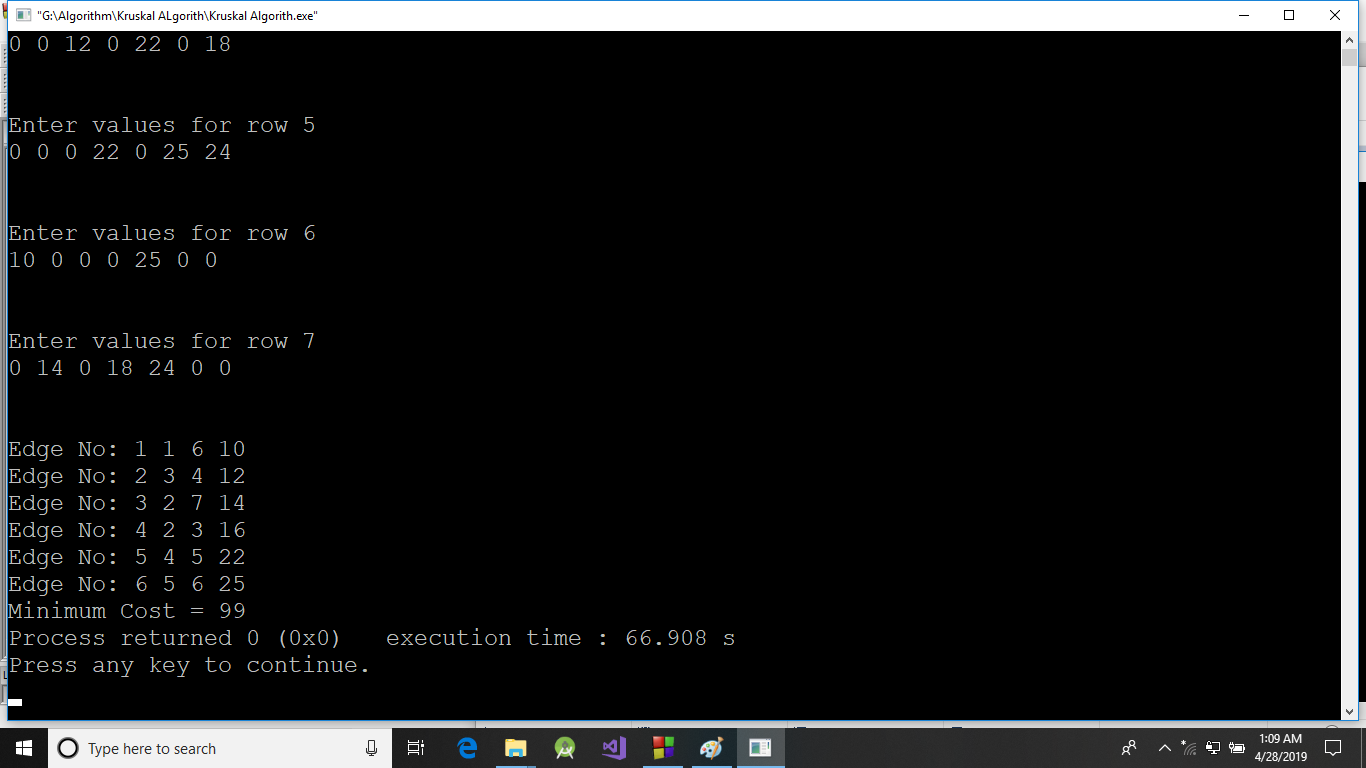 "G:\Algorithm\Kruskal ALgorith\Kruskal Algorith.exe"
0 0 12 0 22 0 18
Enter values for row 5
0 0 0 22 0 25 24
Enter values for row 6
10 0 0 0 25 0 0
Enter values for row 7
0 14 0 18 24 0 0
Edge No: 1 1 6 10
Edge No: 2 3 4 12
Edge No: 3 2 7 14
Edge No: 4 2 3 16
Edge No: 5 4 5 22
Edge No: 6 5 6 25
Minimum Cost = 99
Process returned 0 (0x0)   execution time : 66.908 s
Press any key to continue.
Type here to search
1:09 AM
4/28/2019